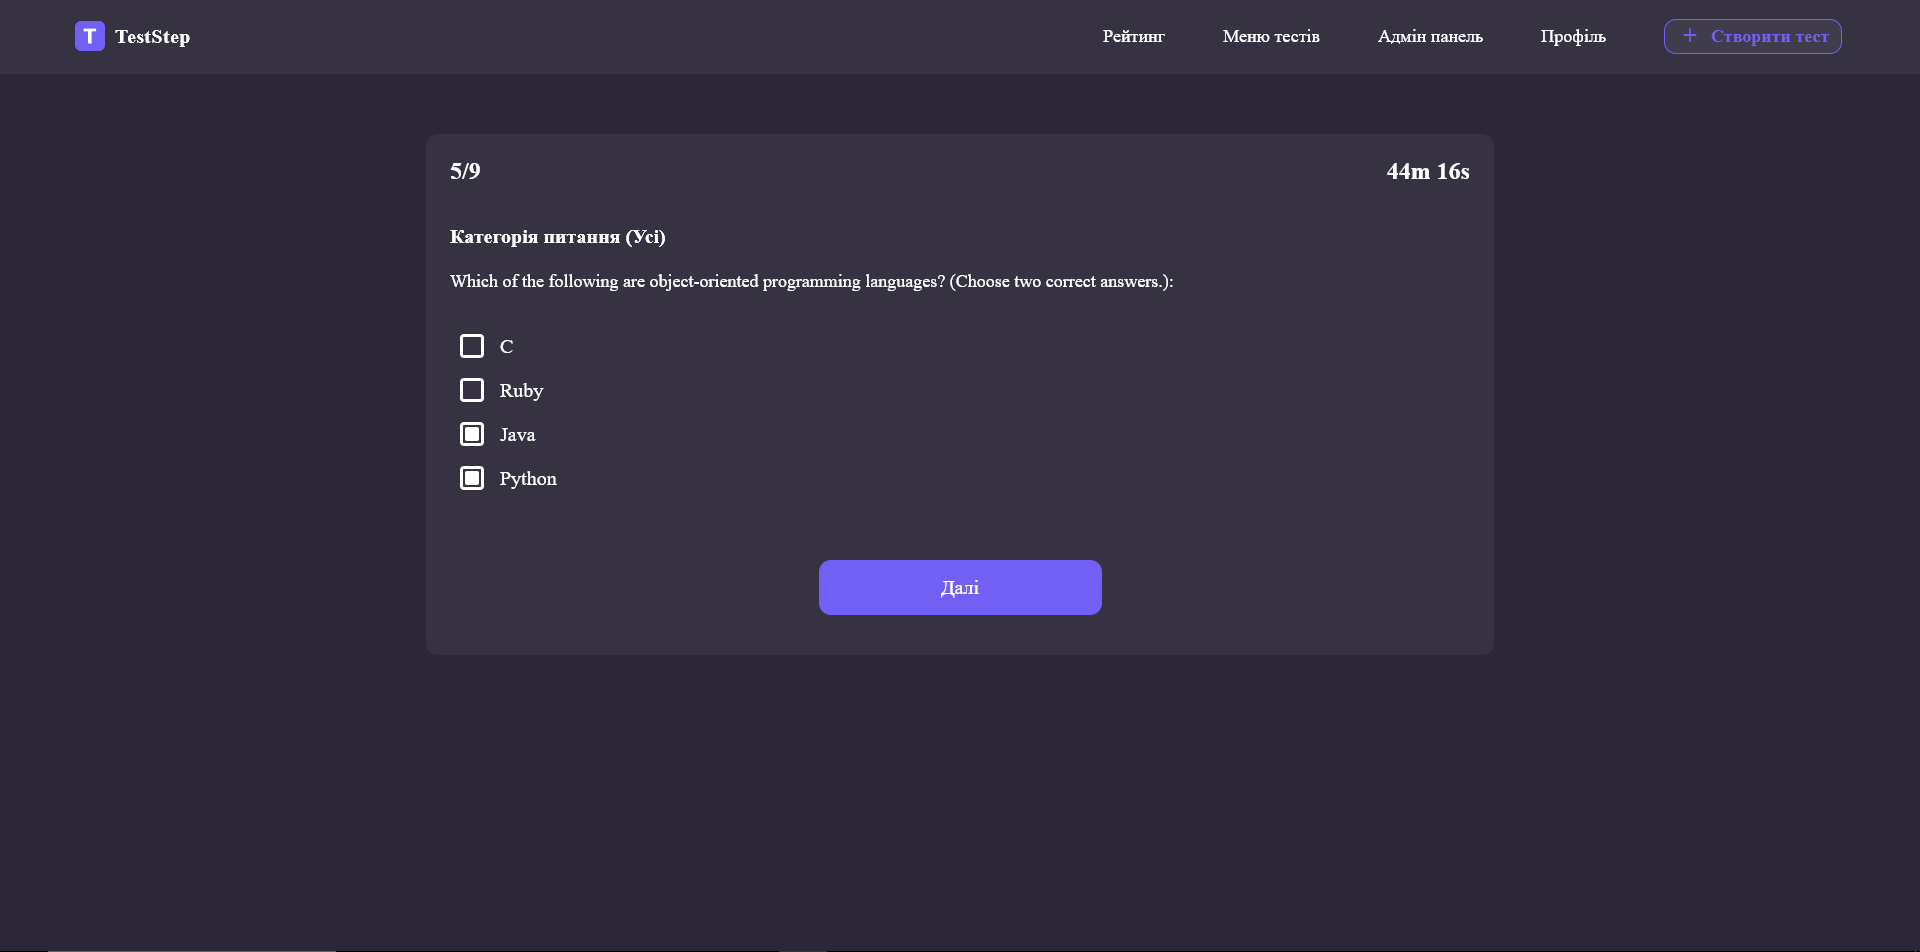 T TestStep
Рейтинг
Меню тестів
Адмін панель
Профіль
+ Створити тест
5/9
44m 16s
Категорія питання (Усі)
Which of the following are object-oriented programming languages? (Choose two correct answers.):
C
Ruby
Java
Python
Далі